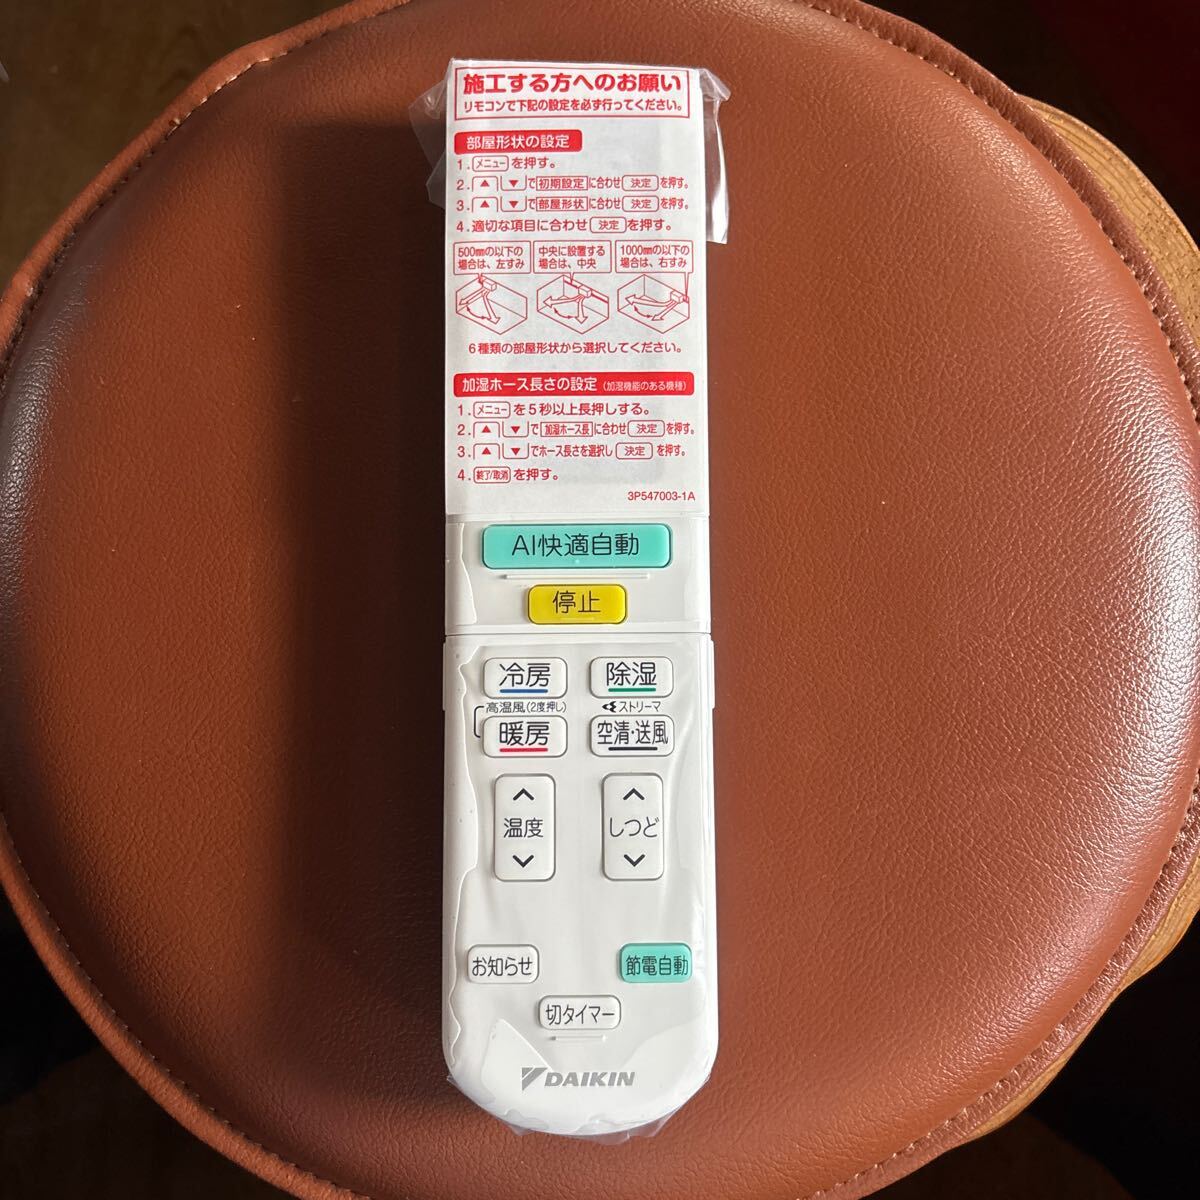 施工する方へのお願い
リモコンで下記の設定を必ず行ってください。
部屋形状の設定
1. メニュー を押す。
2. ▲ ▼ で 初期設定 に合わせ 決定 を押す。
3. ▲ ▼ で 部屋形状 に合わせ 決定 を押す。
4. 適切な項目に合わせ 決定 を押す。
500mmの以下の 中央に設置する 1000mmの以下の
場合は、左すみ 場合は、中央 場合は、右すみ
6種類の部屋形状から選択してください。
加湿ホース長さの設定 (加湿機能のある機種)
1. メニュー を5秒以上長押しする。
2. ▲ ▼ で 加湿ホース長 に合わせ 決定 を押す。
3. ▲ ▼ でホース長さを選択し 決定 を押す。
4. 終了/取消 を押す。
3P547003-1A
AI快適自動
停止
冷房 除湿
高温風(2度押し) ストリーマ
暖房 空清・送風
温度 しつど
お知らせ 節電自動
切タイマー
DAIKIN